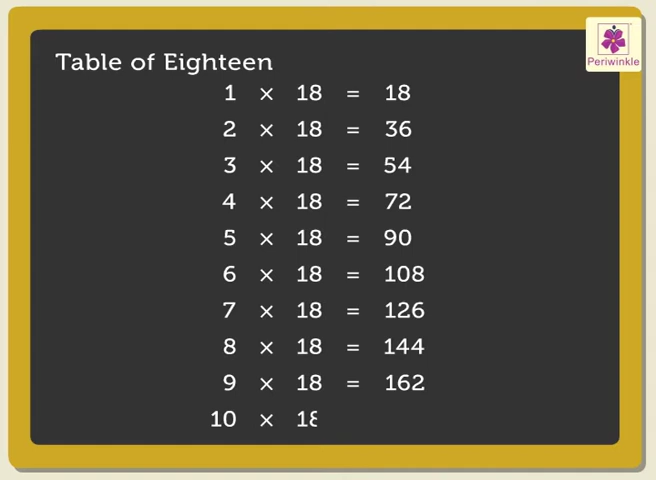 Periwinkle
Table of Eighteen
1 × 18 = 18
2 × 18 = 36
3 × 18 = 54
4 × 18 = 72
5 × 18 = 90
6 × 18 = 108
7 × 18 = 126
8 × 18 = 144
9 × 18 = 162
10 × 18